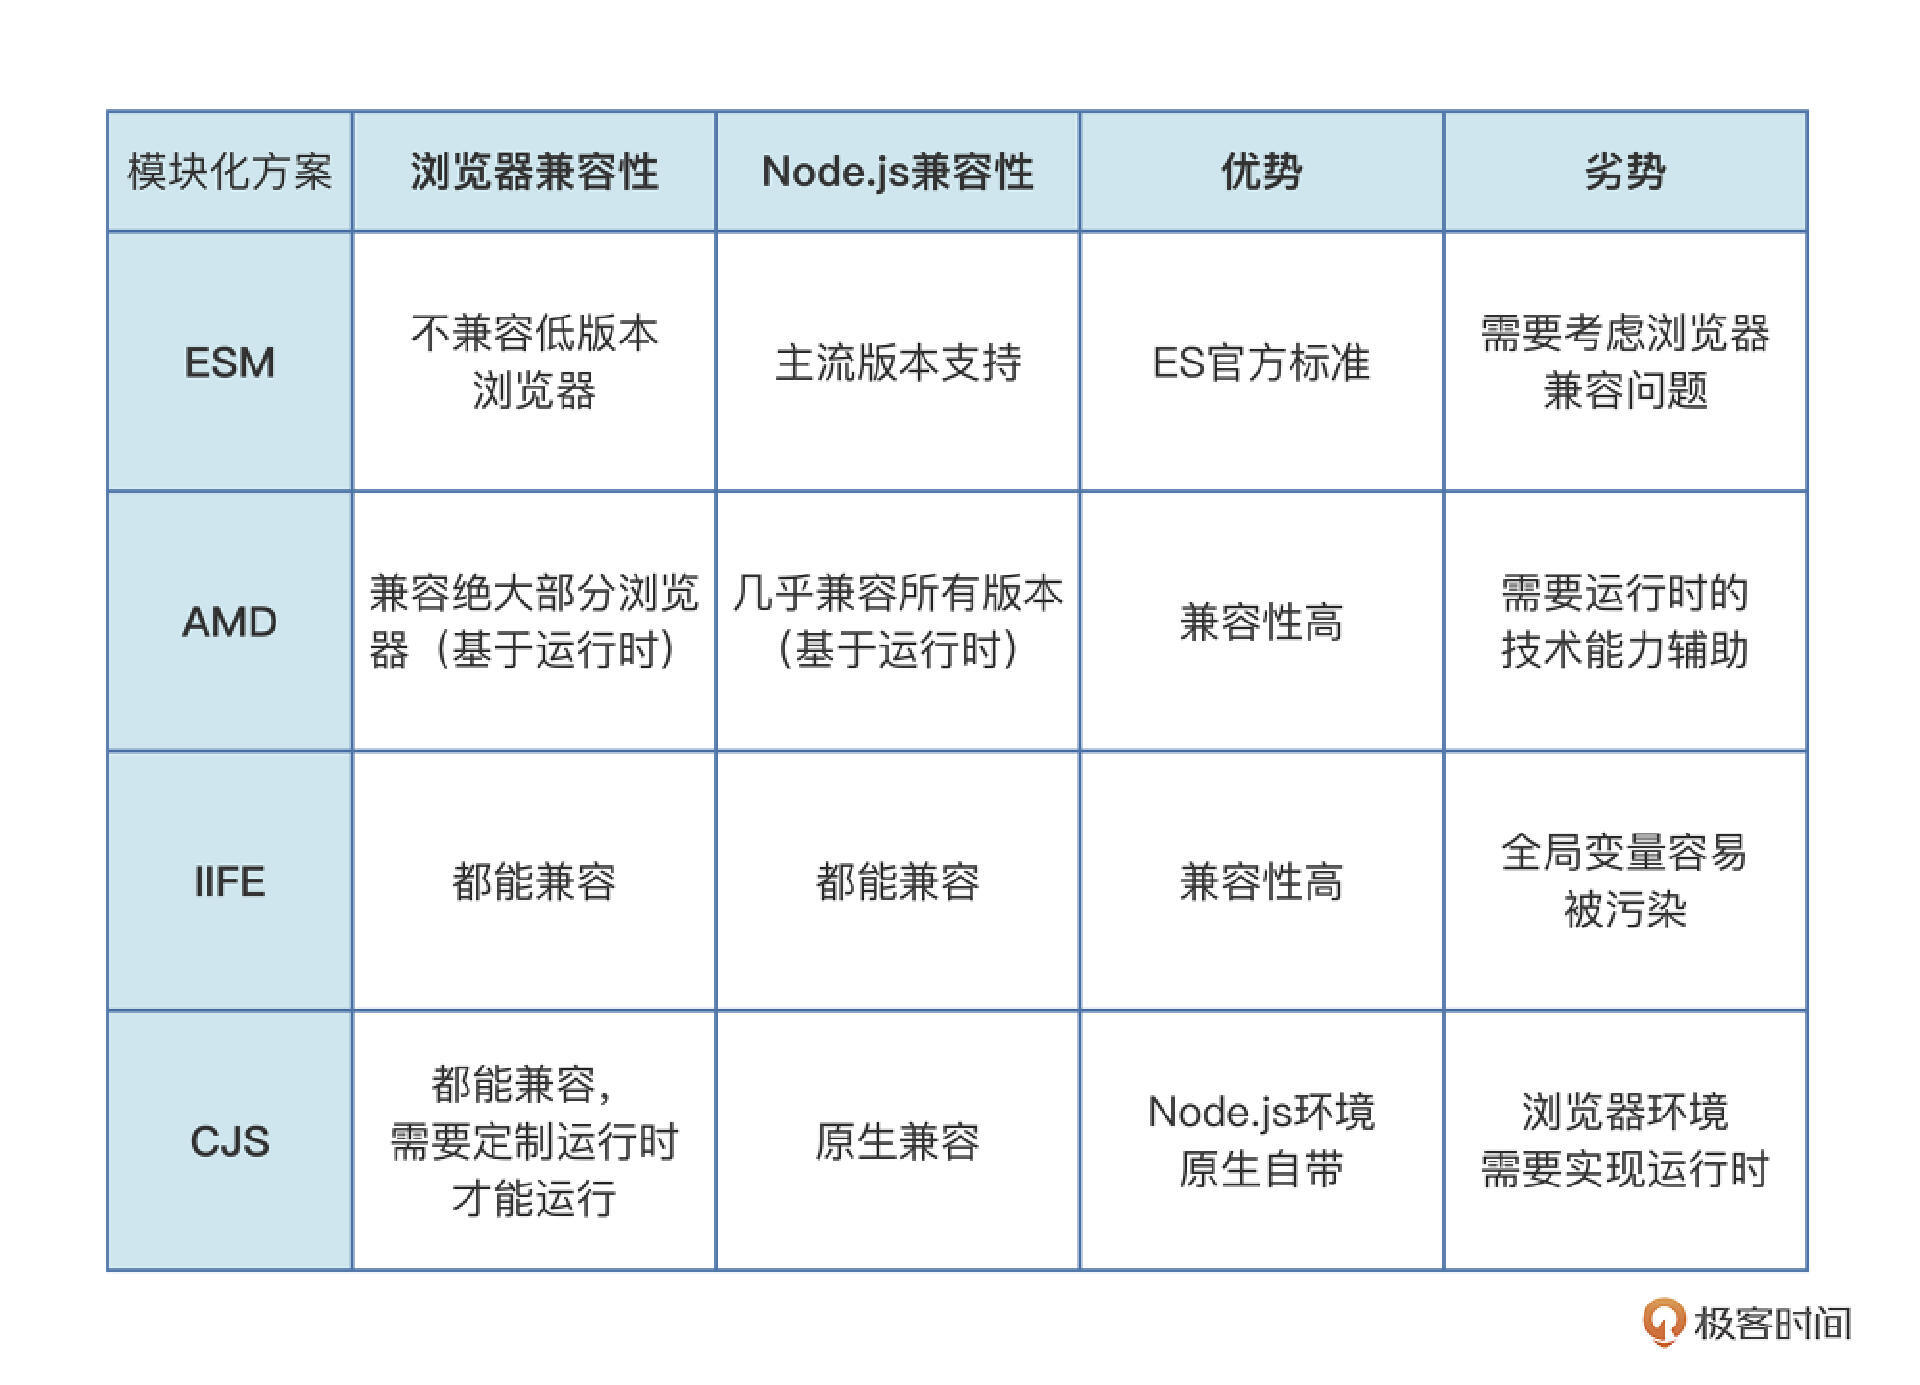 模块化方案
浏览器兼容性
Node.js兼容性
优势
劣势
ESM
不兼容低版本
浏览器
主流版本支持
ES官方标准
需要考虑浏览器
兼容问题
AMD
兼容绝大部分浏览
器（基于运行时）
几乎兼容所有版本
（基于运行时）
兼容性高
需要运行时的
技术能力辅助
IIFE
都能兼容
都能兼容
兼容性高
全局变量容易
被污染
CJS
都能兼容，
需要定制运行时
才能运行
原生兼容
Node.js环境
原生自带
浏览器环境
需要实现运行时
极客时间